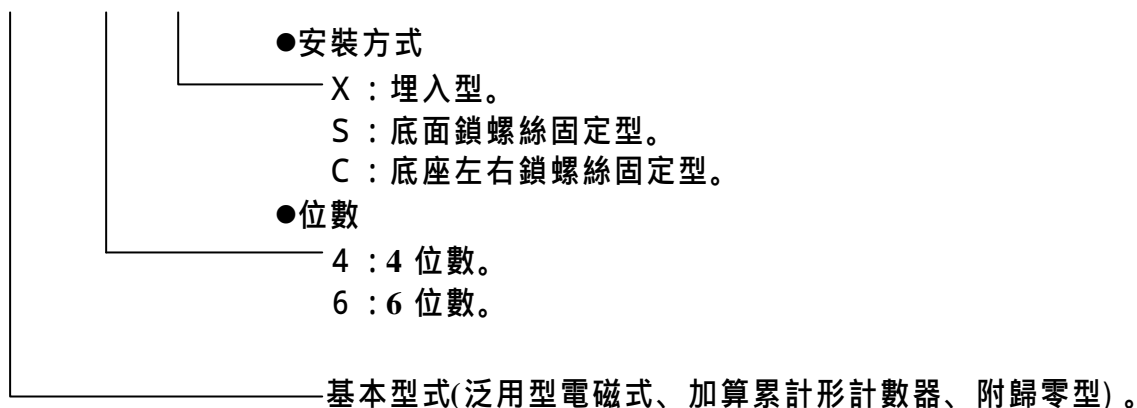 ●安裝方式
X：埋入型。
S：底面鎖螺絲固定型。
C：底座左右鎖螺絲固定型。
●位數
4：4 位數。
6：6 位數。
基本型式(泛用型電磁式、加算累計形計數器、附歸零型)。